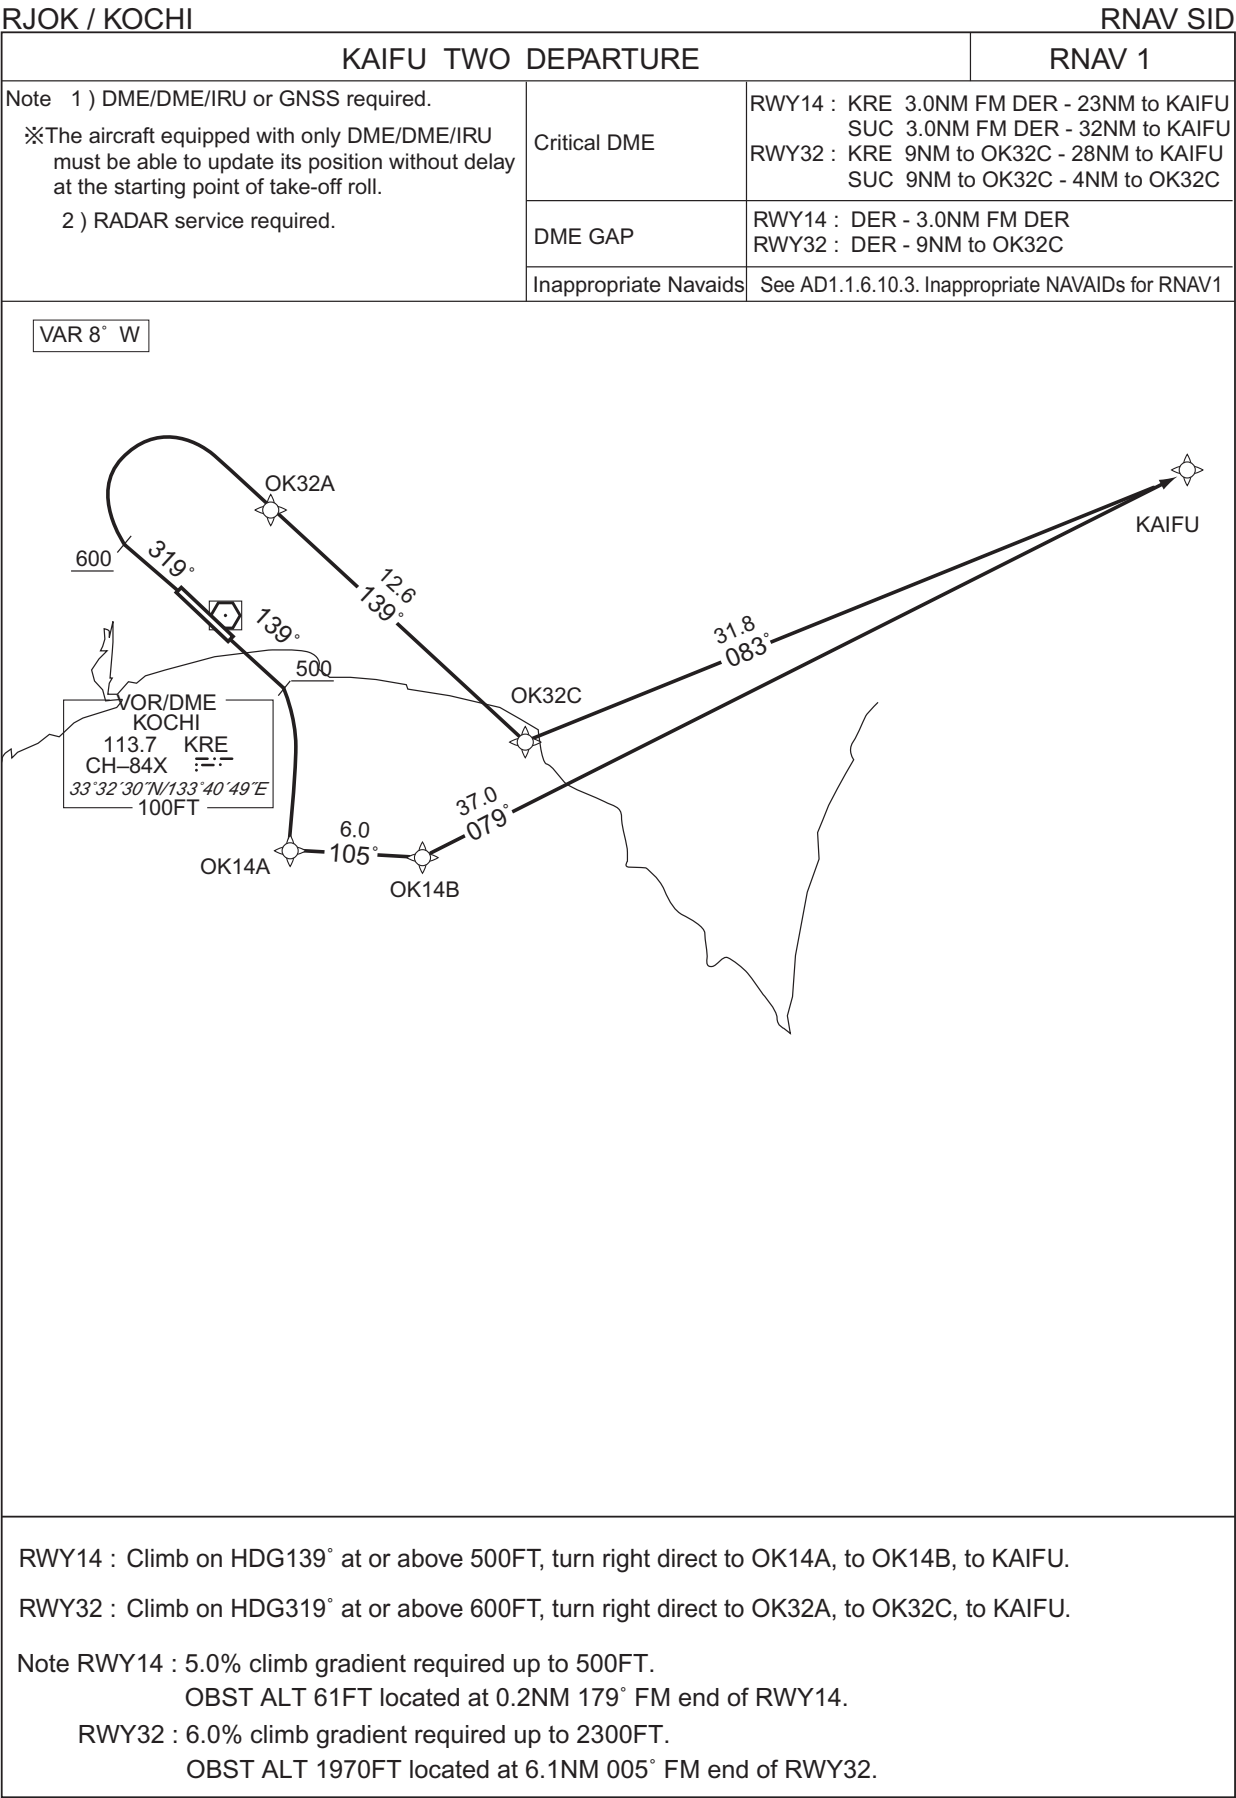 RJOK / KOCHI
RNAV SID
KAIFU TWO DEPARTURE
RNAV 1
Note 1 ) DME/DME/IRU or GNSS required.
※The aircraft equipped with only DME/DME/IRU
must be able to update its position without delay
at the starting point of take-off roll.
2 ) RADAR service required.
Critical DME
RWY14 : KRE 3.0NM FM DER - 23NM to KAIFU
SUC 3.0NM FM DER - 32NM to KAIFU
RWY32 : KRE 9NM to OK32C - 28NM to KAIFU
SUC 9NM to OK32C - 4NM to OK32C
DME GAP
RWY14 : DER - 3.0NM FM DER
RWY32 : DER - 9NM to OK32C
Inappropriate Navaids
See AD1.1.6.10.3. Inappropriate NAVAIDs for RNAV1
VAR 8˚ W
OK32A
KAIFU
600
319˚
12.6
139˚
139˚
31.8
083˚
500
OK32C
VOR/DME
KOCHI
113.7 KRE
CH–84X
33˚32´30˝N/133˚40´49˝E
100FT
37.0
079˚
6.0
105˚
OK14A
OK14B
RWY14 : Climb on HDG139˚ at or above 500FT, turn right direct to OK14A, to OK14B, to KAIFU.
RWY32 : Climb on HDG319˚ at or above 600FT, turn right direct to OK32A, to OK32C, to KAIFU.
Note RWY14 : 5.0% climb gradient required up to 500FT.
OBST ALT 61FT located at 0.2NM 179˚ FM end of RWY14.
RWY32 : 6.0% climb gradient required up to 2300FT.
OBST ALT 1970FT located at 6.1NM 005˚ FM end of RWY32.